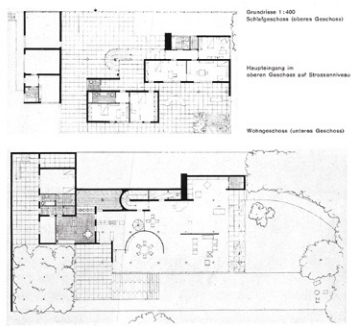 Grundrisse 1:400
Schlafgeschoss (oberes Geschoss)
Haupteingang im
oberen Geschoss auf Strassenniveau
Wohngeschoss (unteres Geschoss)